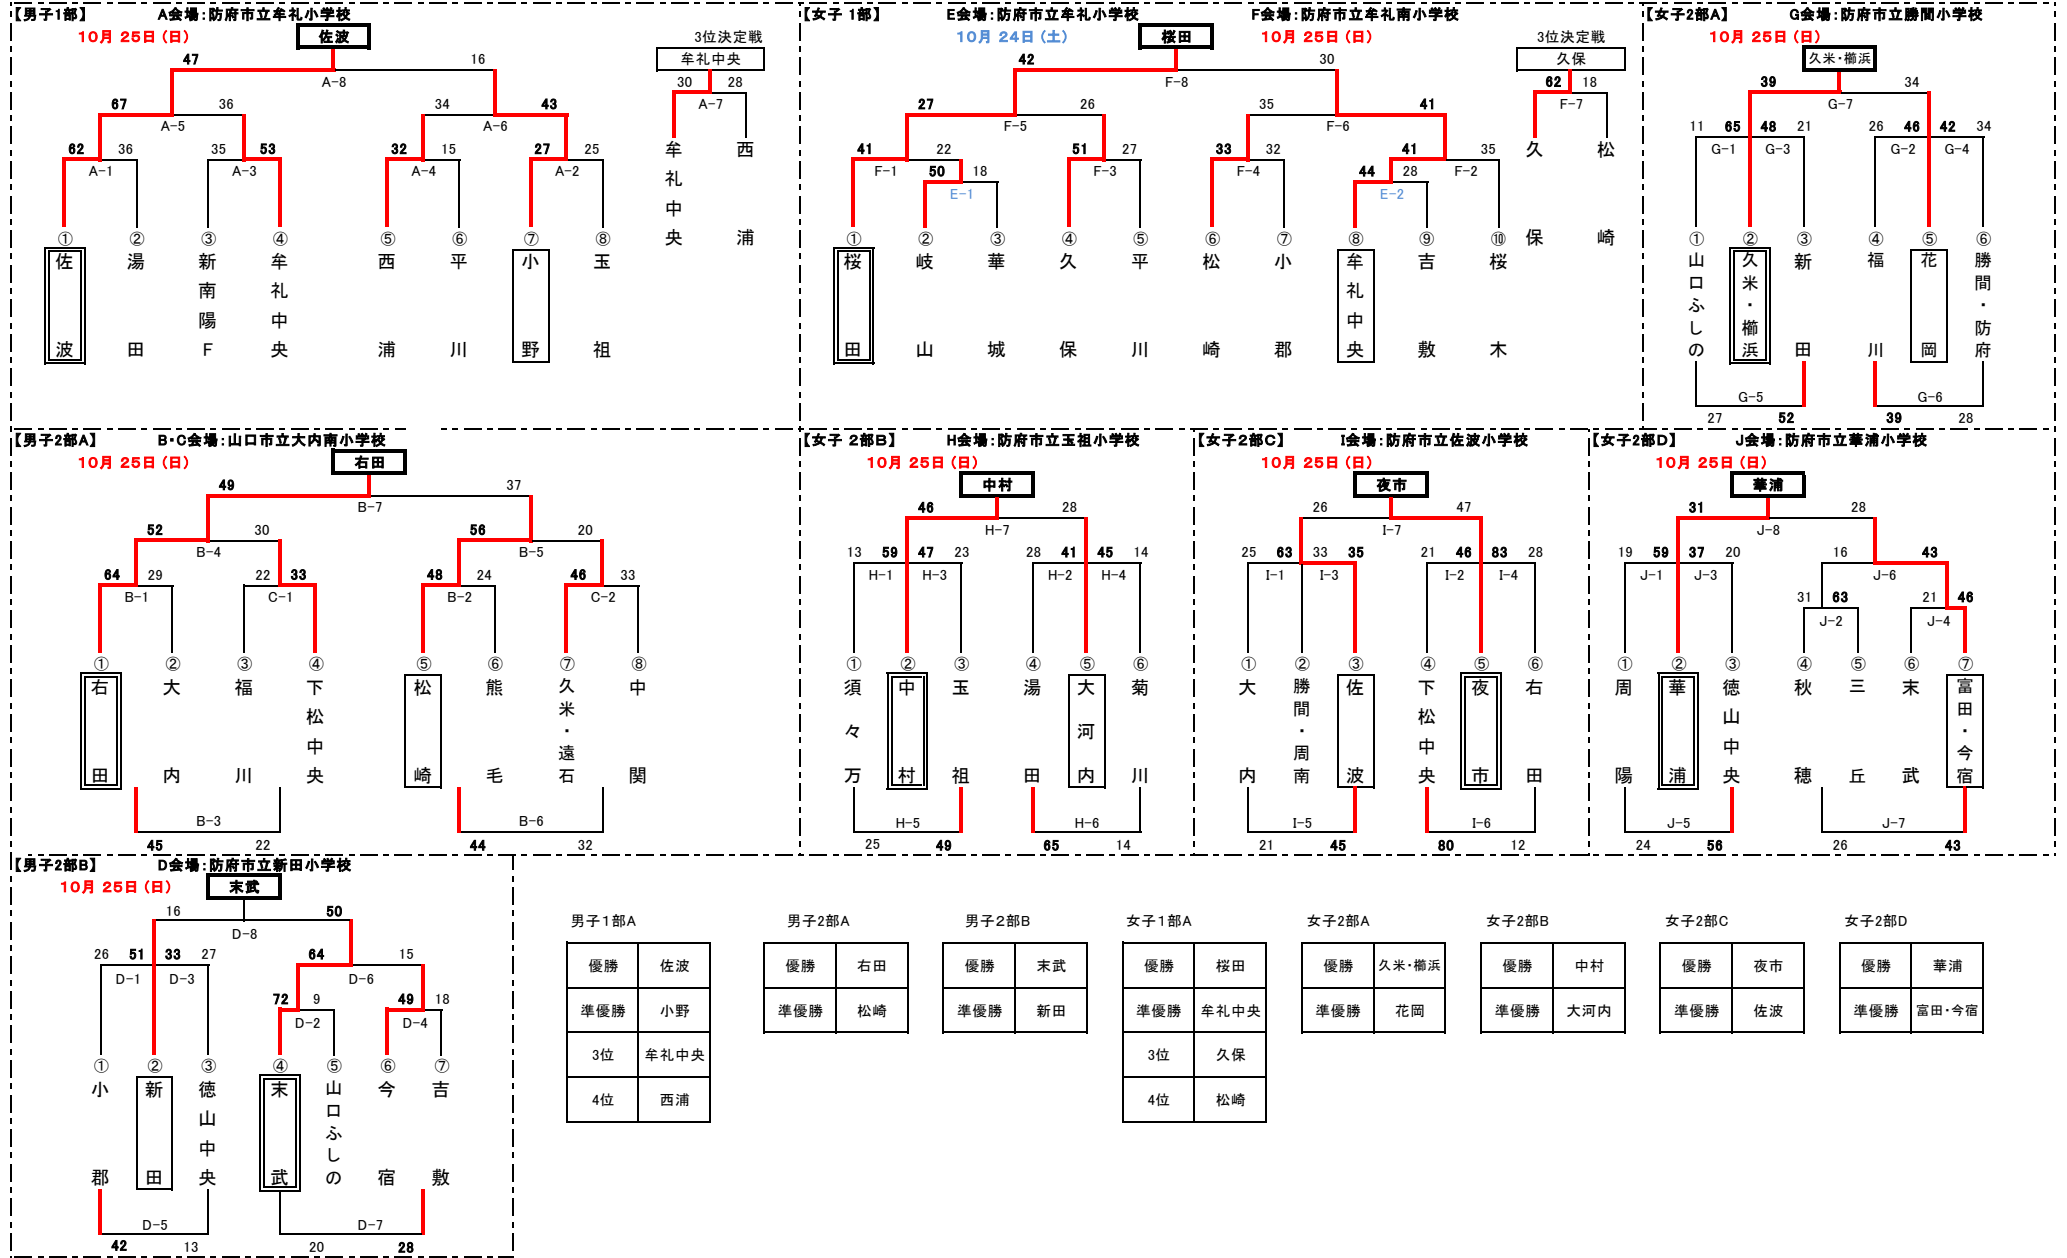 【男子1部】 A会場：防府市立牟礼小学校
10月 25日（日） 佐波 3位決定戦
牟礼中央
47 16
A-8
30 28
A-7
67 36 34 43
A-5 A-6
62 36 35 53 32 15 27 25
A-1 A-3 A-4 A-2
① ② ③ ④ ⑤ ⑥ ⑦ ⑧
佐波 湯田 新南陽F 牟礼中央 西浦 平川 小野 玉祖
牟礼中央 西浦
【女子 1部】 E会場：防府市立牟礼小学校 F会場：防府市立牟礼南小学校
10月 24日（土） 桜田 10月 25日（日） 3位決定戦
久保
42 30
F-8
62 18
F-7
27 26 35 41
F-5 F-6
41 22 51 27 33 32 41 35
F-1 F-3 F-4 F-2
50 18 44 28
E-1 E-2
① ② ③ ④ ⑤ ⑥ ⑦ ⑧ ⑨ ⑩
桜田 岐山 華城 久保 平川 松崎 小郡 牟礼中央 吉敷 桜木
久保 松崎
【女子2部A】 G会場：防府市立勝間小学校
10月 25日（日）
久米・櫛浜
39 34
G-7
11 65 48 21 26 46 42 34
G-1 G-3 G-2 G-4
① ② ③ ④ ⑤ ⑥
山口ふしの 久米・櫛浜 新田 福川 花岡 勝間・防府
G-5 G-6
27 52 39 28
【男子2部A】 B・C会場：山口市立大内南小学校
10月 25日（日） 右田
49 37
B-7
52 30 56 20
B-4 B-5
64 29 22 33 48 24 46 33
B-1 C-1 B-2 C-2
① ② ③ ④ ⑤ ⑥ ⑦ ⑧
右田 大内 福川 下松中央 松崎 熊毛 久米・遠石 中関
B-3 B-6
45 22 44 32
【女子 2部B】 H会場：防府市立玉祖小学校
10月 25日（日）
中村
46 28
H-7
13 59 47 23 28 41 45 14
H-1 H-3 H-2 H-4
① ② ③ ④ ⑤ ⑥
須々万 中村 玉祖 湯田 大河内 菊川
H-5 H-6
25 49 65 14
【女子2部C】 I会場：防府市立佐波小学校
10月 25日（日）
夜市
26 47
I-7
25 63 33 35 21 46 83 28
I-1 I-3 I-2 I-4
① ② ③ ④ ⑤ ⑥
大内 勝間・周南 佐波 下松中央 夜市 右田
I-5 I-6
21 45 80 12
【女子2部D】 J会場：防府市立華浦小学校
10月 25日（日）
華浦
31 28
J-8
19 59 37 20 16 43
J-1 J-3 J-6
31 63 21 46
J-2 J-4
① ② ③ ④ ⑤ ⑥ ⑦
周陽 華浦 徳山中央 秋穂 三丘 末武 富田・今宿
J-5 J-7
24 56 26 43
【男子2部B】 D会場：防府市立新田小学校
10月 25日（日） 末武
16 50
D-8
26 51 33 27 64 15
D-1 D-3 D-6
72 9 49 18
D-2 D-4
① ② ③ ④ ⑤ ⑥ ⑦
小郡 新田 徳山中央 末武 山口ふしの 今宿 吉敷
D-5 D-7
42 13 20 28
男子1部A
優勝 佐波
準優勝 小野
3位 牟礼中央
4位 西浦
男子2部A
優勝 右田
準優勝 松崎
男子2部B
優勝 末武
準優勝 新田
女子1部A
優勝 桜田
準優勝 牟礼中央
3位 久保
4位 松崎
女子2部A
優勝 久米・櫛浜
準優勝 花岡
女子2部B
優勝 中村
準優勝 大河内
女子2部C
優勝 夜市
準優勝 佐波
女子2部D
優勝 華浦
準優勝 富田・今宿